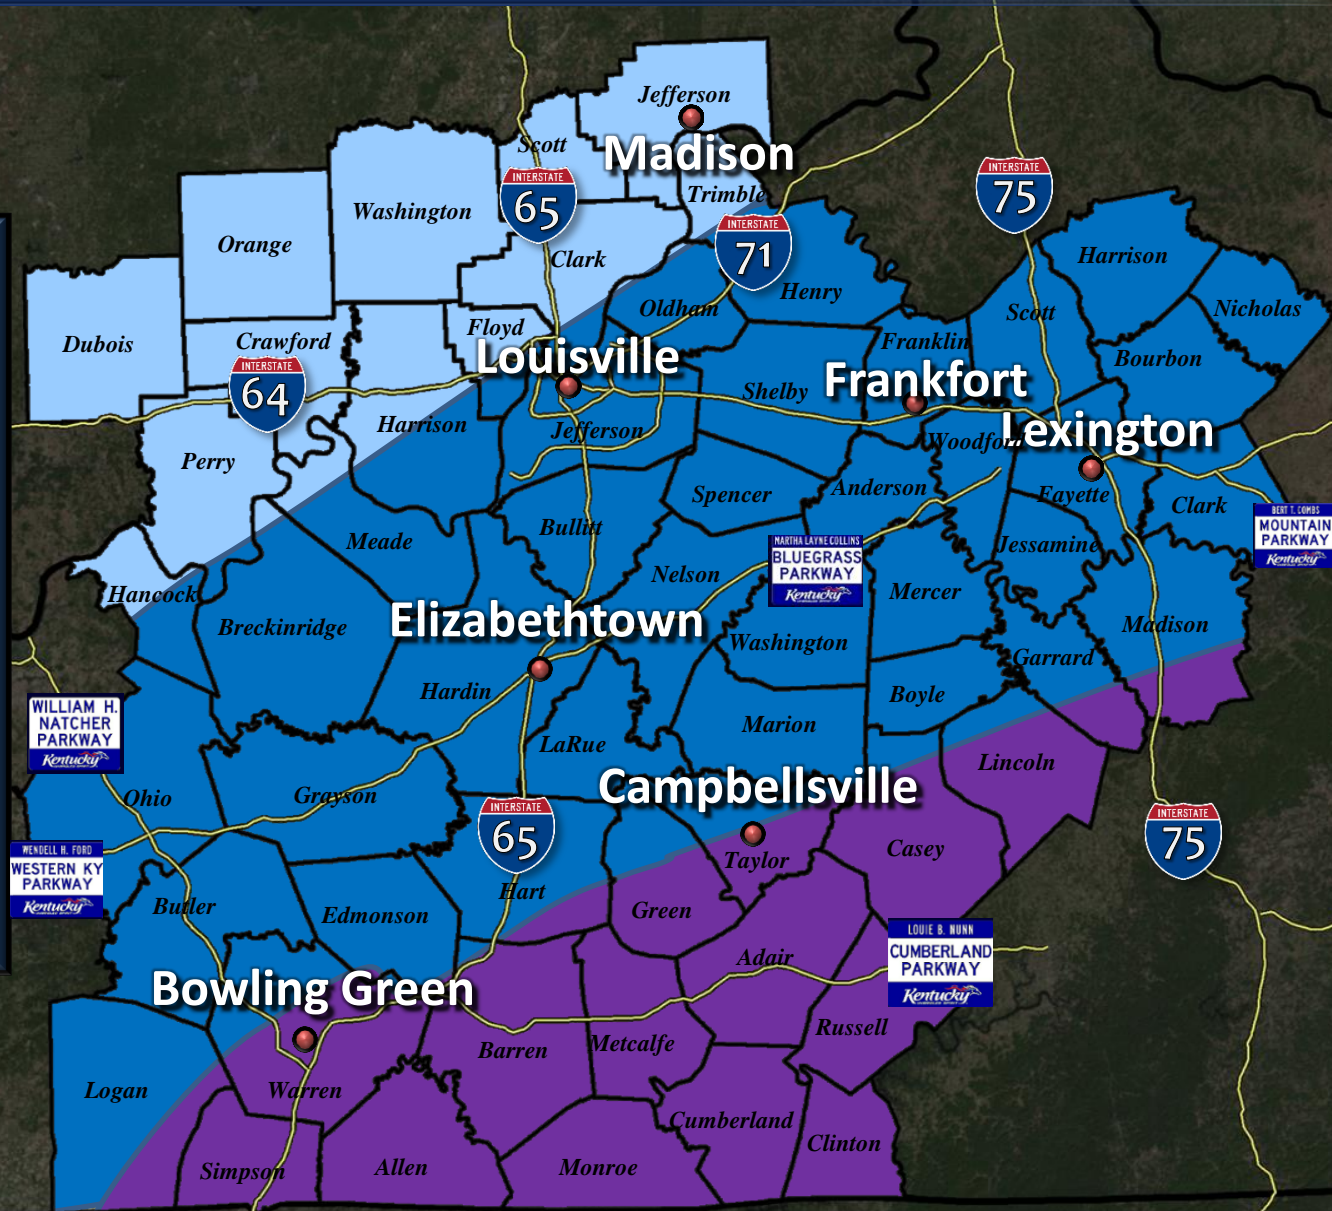 Jefferson
Scott
Madison
INTERSTATE
65
INTERSTATE
75
Trimble
Washington
Orange
INTERSTATE
71
Clark
Harrison
Henry
Oldham
Scott
Nicholas
Floyd
Franklin
Dubois
Crawford
Louisville
Bourbon
INTERSTATE
64
Shelby
Frankfort
Harrison
Jefferson
Woodford
Lexington
Perry
Spencer
Anderson
Fayette
Clark
BERT T. COMBS
MOUNTAIN
PARKWAY
Kentucky
Bullitt
Meade
MARTHA LAYNE COLLINS
BLUEGRASS
PARKWAY
Kentucky
Jessamine
Nelson
Hancock
Mercer
Breckinridge
Elizabethtown
Washington
Madison
Garrard
Hardin
Boyle
WILLIAM H.
NATCHER
PARKWAY
Kentucky
LaRue
Marion
Lincoln
Ohio
Grayson
Campbellsville
INTERSTATE
65
INTERSTATE
75
WENDELL H. FORD
WESTERN KY
PARKWAY
Kentucky
Taylor
Casey
Hart
Butler
Edmonson
Green
LOUIE B. NUNN
CUMBERLAND
PARKWAY
Kentucky
Adair
Bowling Green
Russell
Barren
Metcalfe
Logan
Warren
Cumberland
Clinton
Simpson
Allen
Monroe